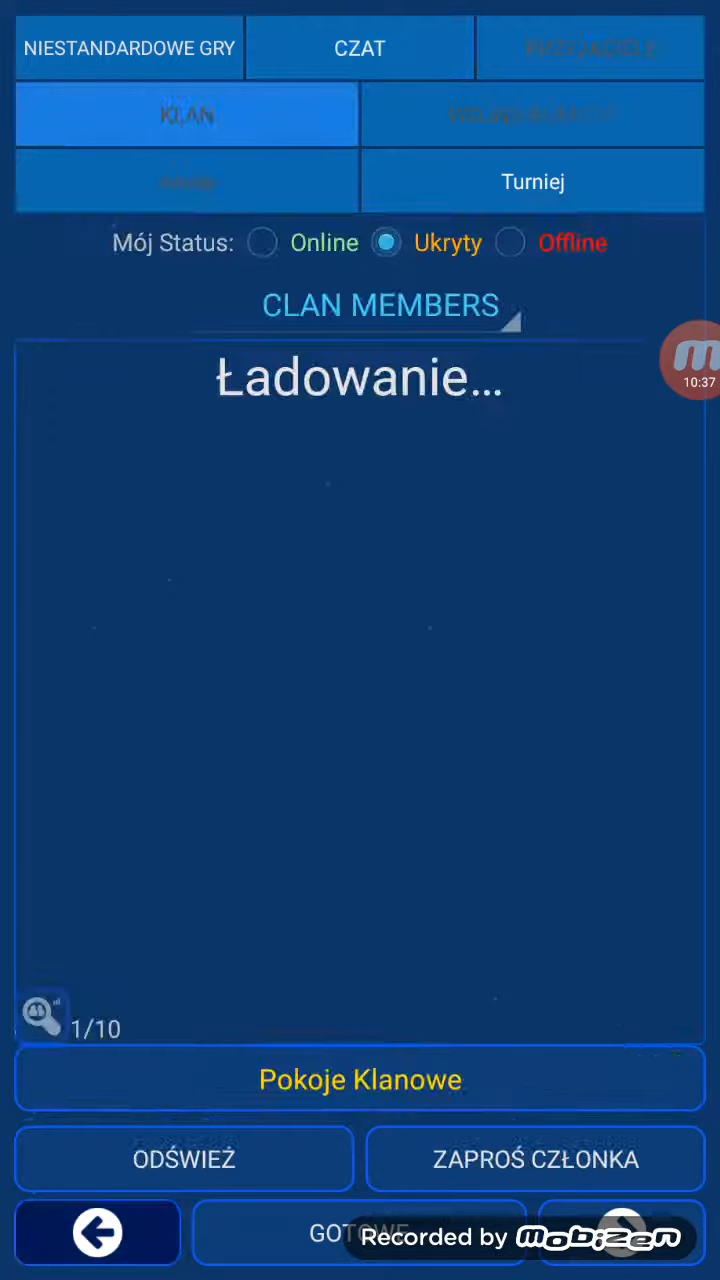 NIESTANDARDOWE GRY
CZAT
KLAN
Turniej
Mój Status: Online Ukryty Offline
CLAN MEMBERS
Ładowanie...
10:37
1/10
Pokoje Klanowe
ODŚWIEŻ
ZAPROŚ CZŁONKA
Recorded by mobizen